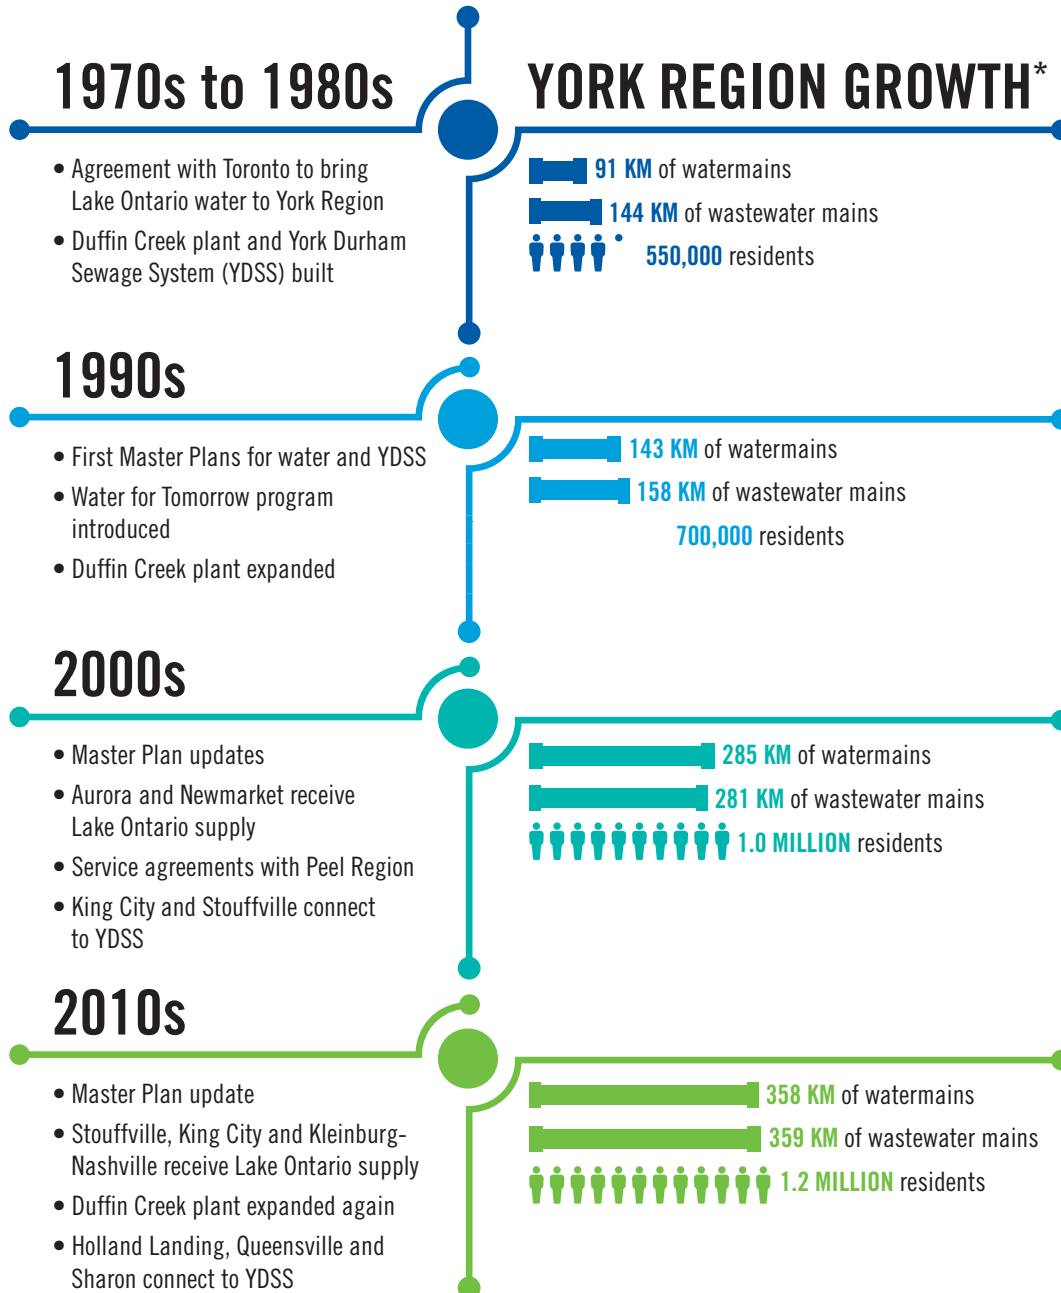 1970s to 1980s
• Agreement with Toronto to bring
Lake Ontario water to York Region
• Duffin Creek plant and York Durham
Sewage System (YDSS) built
YORK REGION GROWTH*
91 KM of watermains
144 KM of wastewater mains
550,000 residents
1990s
• First Master Plans for water and YDSS
• Water for Tomorrow program
introduced
• Duffin Creek plant expanded
143 KM of watermains
158 KM of wastewater mains
700,000 residents
2000s
• Master Plan updates
• Aurora and Newmarket receive
Lake Ontario supply
• Service agreements with Peel Region
• King City and Stouffville connect
to YDSS
285 KM of watermains
281 KM of wastewater mains
1.0 MILLION residents
2010s
• Master Plan update
• Stouffville, King City and Kleinburg-
Nashville receive Lake Ontario supply
• Duffin Creek plant expanded again
• Holland Landing, Queensville and
Sharon connect to YDSS
358 KM of watermains
359 KM of wastewater mains
1.2 MILLION residents